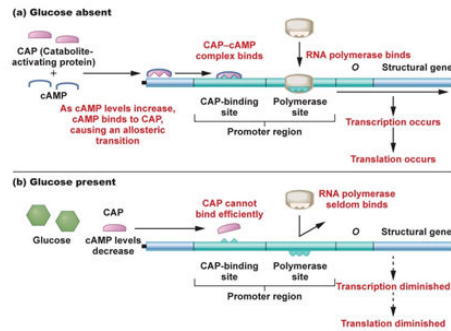 (a) Glucose absent
CAP (Catabolite-
activating protein)
+
cAMP
As cAMP levels increase,
cAMP binds to CAP,
causing an allosteric
transition
CAP–cAMP
complex binds
RNA polymerase binds
O
Structural gene
CAP-binding
site
Polymerase
site
Promoter region
Transcription occurs
Translation occurs
(b) Glucose present
Glucose
CAP
cAMP levels
decrease
CAP cannot
bind efficiently
RNA polymerase
seldom binds
O
Structural gene
CAP-binding
site
Polymerase
site
Promoter region
Transcription diminished
Translation diminished